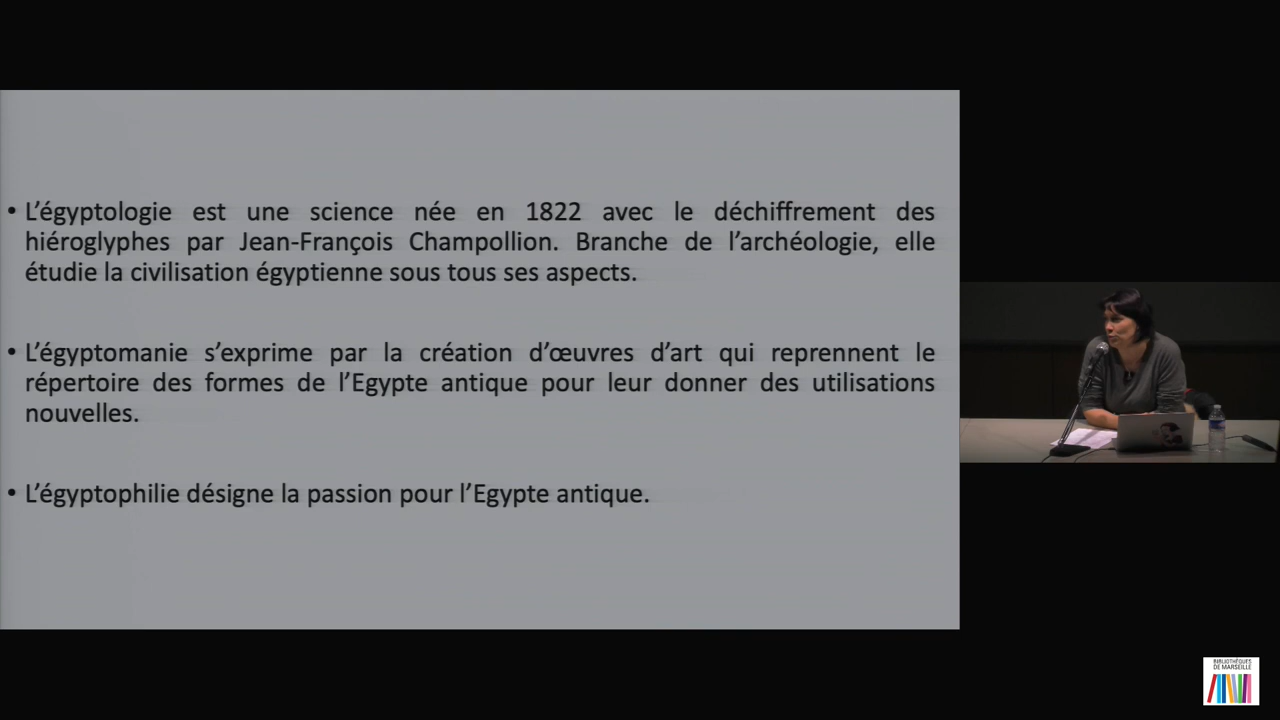 • L’égyptologie est une science née en 1822 avec le déchiffrement des
hiéroglyphes par Jean-François Champollion. Branche de l’archéologie, elle
étudie la civilisation égyptienne sous tous ses aspects.
• L’égyptomanie s’exprime par la création d’œuvres d’art qui reprennent le
répertoire des formes de l’Egypte antique pour leur donner des utilisations
nouvelles.
• L’égyptophilie désigne la passion pour l’Egypte antique.
BIBLIOTHÈQUES
DE MARSEILLE